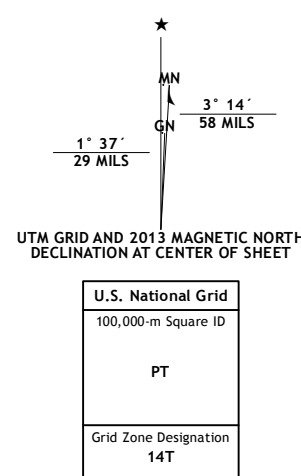 ★
MN
3° 14´
58 MILS
GN
1° 37´
29 MILS
UTM GRID AND 2013 MAGNETIC NORTH
DECLINATION AT CENTER OF SHEET
U.S. National Grid
100,000-m Square ID
PT
Grid Zone Designation
14T